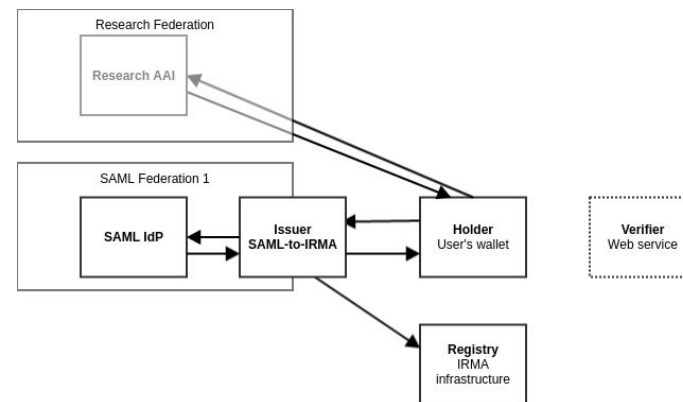 Research Federation
Research AAI
SAML Federation 1
SAML IdP
Issuer
SAML-to-IRMA
Holder
User's wallet
Verifier
Web service
Registry
IRMA
infrastructure